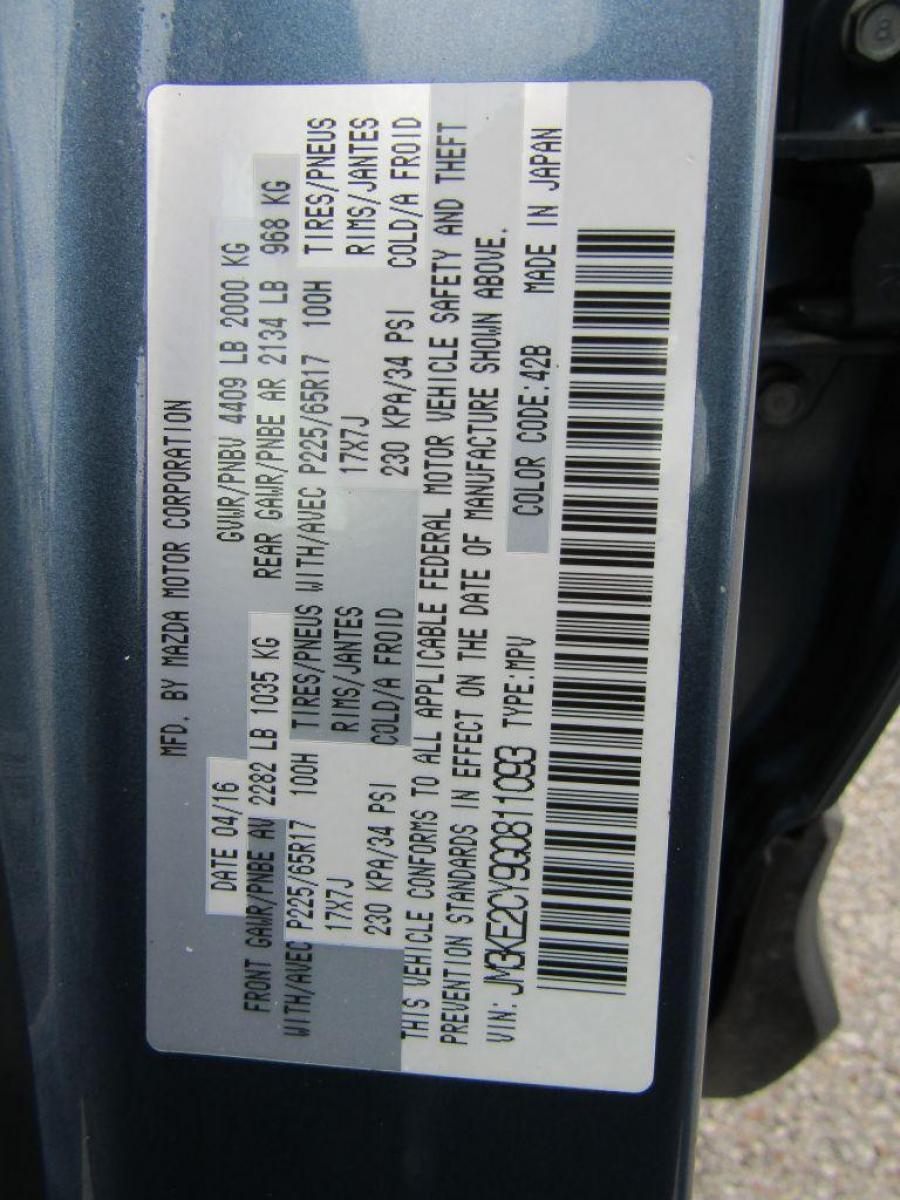 MFD. BY MAZDA MOTOR CORPORATION
DATE 04/16 GVWR/PNBV 4409 LB 2000 KG
FRONT GAWR/PNBE AV 2282 LB 1035 KG REAR GAWR/PNBE AR 2134 LB 968 KG
WITH/AVEC P225/65R17 100H TIRES/PNEUS WITH/AVEC P225/65R17 100H TIRES/PNEUS
17X7J RIMS/JANTES 17X7J RIMS/JANTES
230 KPA/34 PSI COLD/A FROID 230 KPA/34 PSI COLD/A FROID
THIS VEHICLE CONFORMS TO ALL APPLICABLE FEDERAL MOTOR VEHICLE SAFETY AND THEFT
PREVENTION STANDARDS IN EFFECT ON THE DATE OF MANUFACTURE SHOWN ABOVE.
VIN: JM3KE2CY9G0811093 TYPE:MPV COLOR CODE:42B MADE IN JAPAN
8